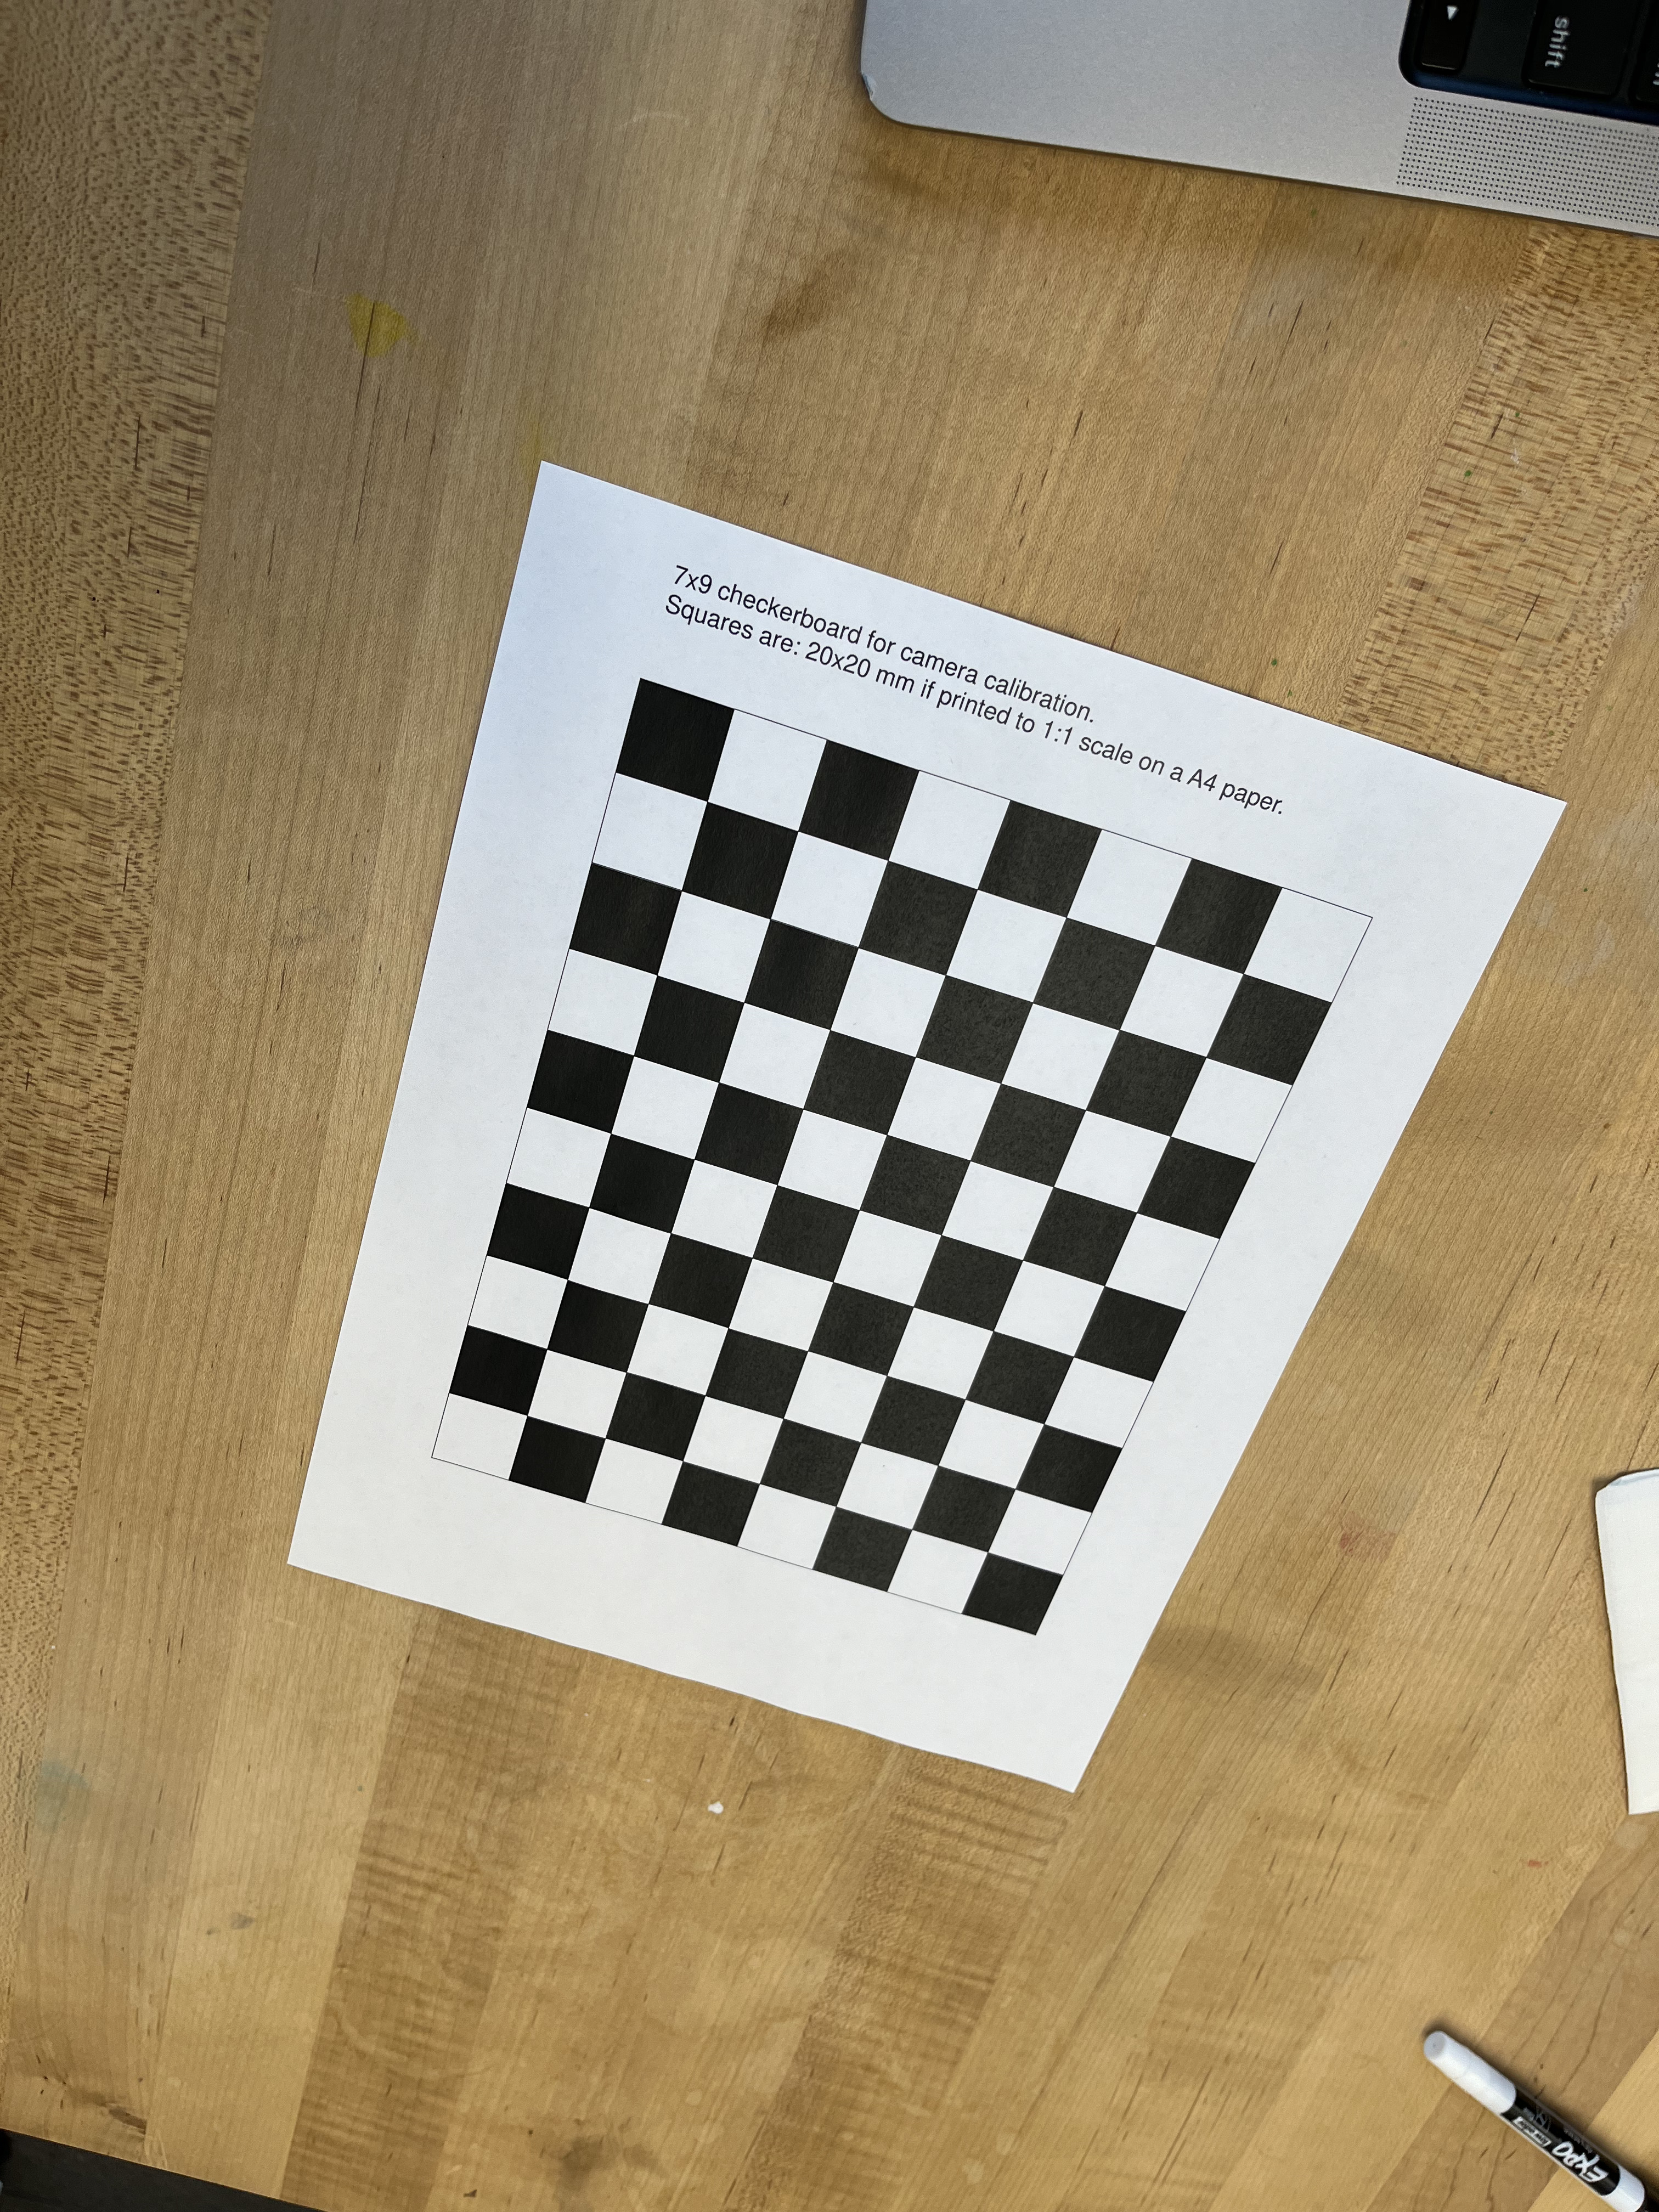 shift
7x9 checkerboard for camera calibration.
Squares are: 20x20 mm if printed to 1:1 scale on a A4 paper.
EXPO